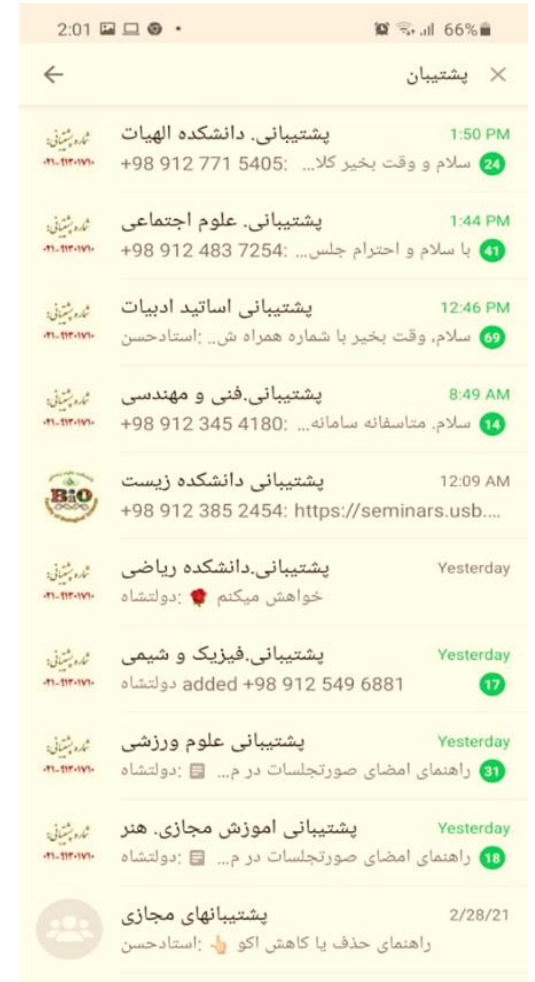 2:01
66%
پشتیبان
پشتیبانی. دانشکده الهیات
1:50 PM
+98 912 771 5405: سلام و وقت بخیر کلا...
24
پشتیبانی. علوم اجتماعی
1:44 PM
+98 912 483 7254: با سلام و احترام جلس...
41
پشتیبانی اساتید ادبیات
12:46 PM
استادحسن: سلام، وقت بخیر با شماره همراه ش..
69
پشتیبانی.فنی و مهندسی
8:49 AM
+98 912 345 4180: سلام. متاسفانه سامانه...
14
BiO
پشتیبانی دانشکده زیست
12:09 AM
+98 912 385 2454: https://seminars.usb....
پشتیبانی.دانشکده ریاضی
Yesterday
دولتشاه: 🌹 خواهش میکنم
پشتیبانی.فیزیک و شیمی
Yesterday
دولتشاه added +98 912 549 6881
17
پشتیبانی علوم ورزشی
Yesterday
دولتشاه: راهنمای امضای صورتجلسات در م...
31
پشتیبانی اموزش مجازی. هنر
Yesterday
دولتشاه: راهنمای امضای صورتجلسات در م...
18
پشتیبانهای مجازی
2/28/21
استادحسن: 👆 راهنمای حذف یا کاهش اکو